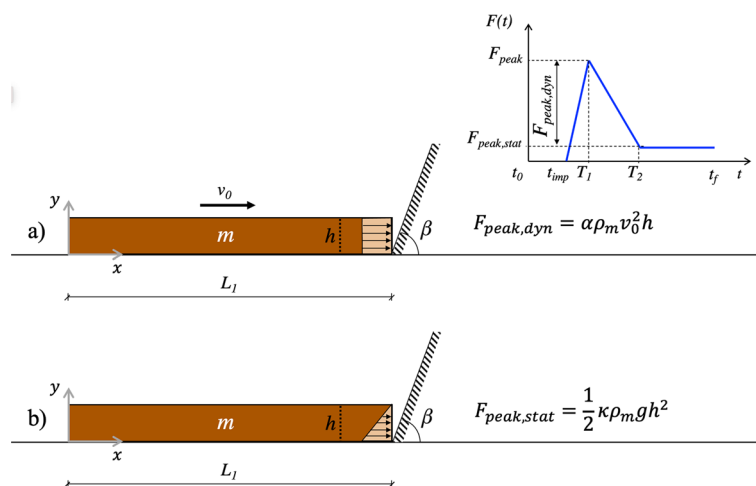 F(t)
F_peak
F_peak,dyn
F_peak,stat
t_0 t_imp T_1 T_2 t_f t
y
v_0
a)
m
h
β
F_peak,dyn = αρ_m v_0^2 h
x
L_1
y
b)
m
h
β
F_peak,stat = 1/2 κρ_m gh^2
x
L_1